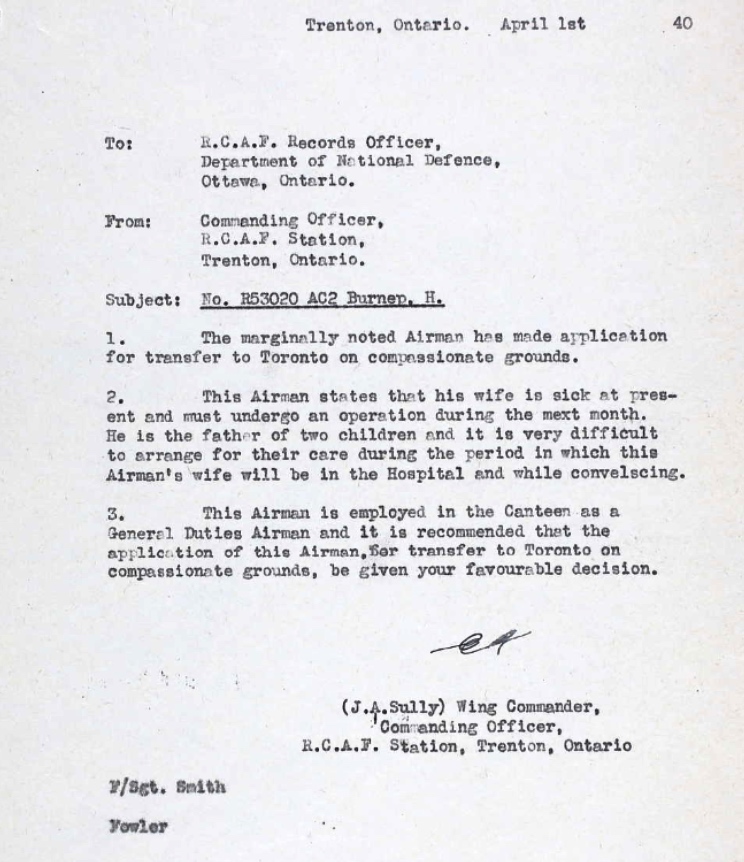 Trenton, Ontario. April 1st 40
To: R.C.A.F. Records Officer,
Department of National Defence,
Ottawa, Ontario.
From: Commanding Officer,
R.C.A.F. Station,
Trenton, Ontario.
Subject: No. R53020 AC2 Burnep, H.
1. The marginally noted Airman has made application
for transfer to Toronto on compassionate grounds.
2. This Airman states that his wife is sick at pres-
ent and must undergo an operation during the mext month.
He is the father of two children and it is very difficult
to arrange for their care during the period in which this
Airman's wife will be in the Hospital and while convelscing.
3. This Airman is employed in the Canteen as a
General Duties Airman and it is recommended that the
application of this Airman, for transfer to Toronto on
compassionate grounds, be given your favourable decision.
(J.A.Sully) Wing Commander,
Commanding Officer,
R.C.A.F. Station, Trenton, Ontario
F/Sgt. Smith
Fowler